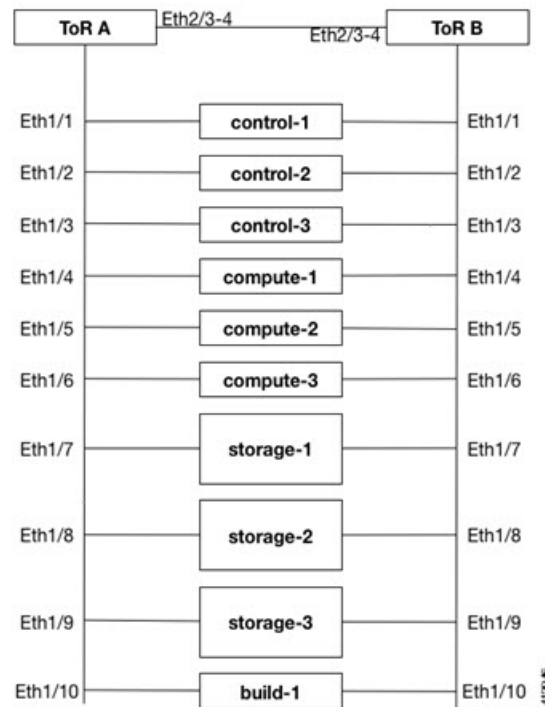 ToR A Eth2/3-4 ToR B
Eth2/3-4
Eth1/1 control-1 Eth1/1
Eth1/2 control-2 Eth1/2
Eth1/3 control-3 Eth1/3
Eth1/4 compute-1 Eth1/4
Eth1/5 compute-2 Eth1/5
Eth1/6 compute-3 Eth1/6
Eth1/7 storage-1 Eth1/7
Eth1/8 storage-2 Eth1/8
Eth1/9 storage-3 Eth1/9
Eth1/10 build-1 Eth1/10